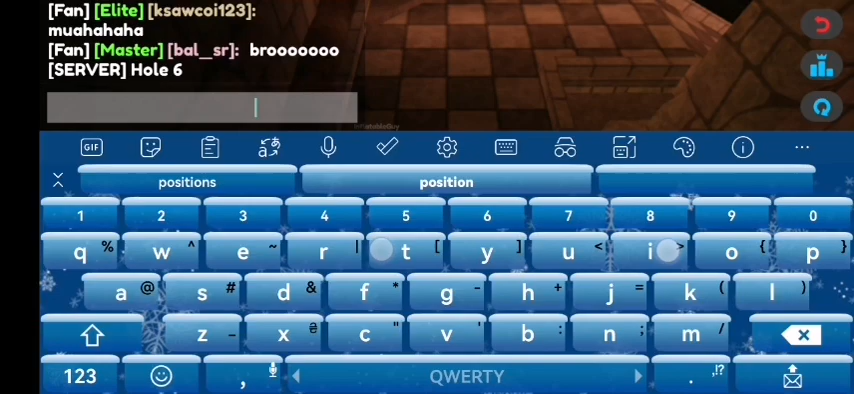 [Fan] [Elite] [ksawcoi123]:
muahahaha
[Fan] [Master] [bal_sr]: brooooooo
[SERVER] Hole 6
GIF
positions position
1 2 3 4 5 6 7 8 9 0
q % w ^ e ~ r | t [ y ] u < i > o { p }
a @ s # d & f * g - h + j = k ( l )
z _ x ₴ c " v ' b : n ; m /
123 , QWERTY . ,!?